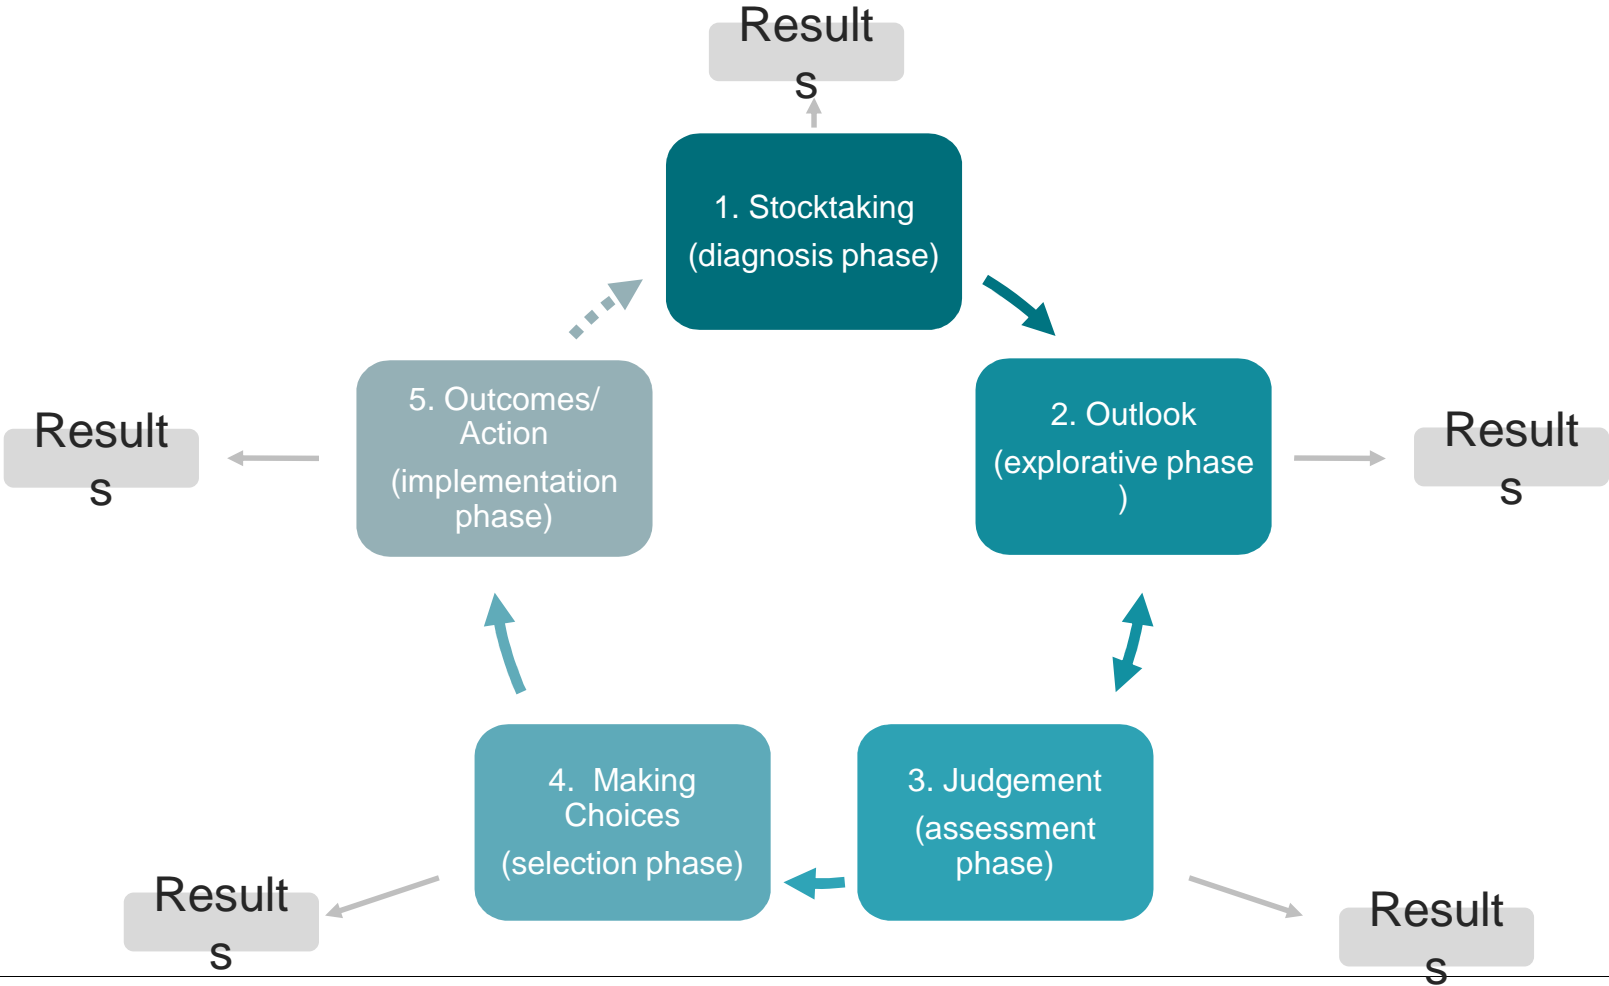 Result
s
1. Stocktaking
(diagnosis phase)
5. Outcomes/
Action
(implementation
phase)
2. Outlook
(explorative phase
)
Result
s
Result
s
4.  Making
Choices
(selection phase)
3. Judgement
(assessment
phase)
Result
s
Result
s